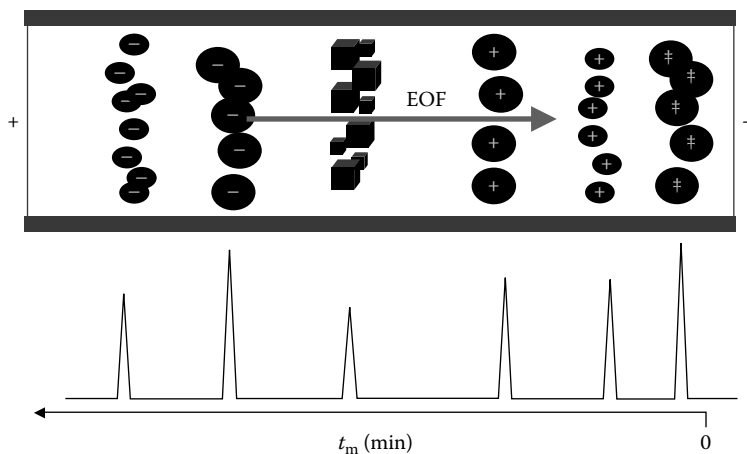 EOF
+
−
− − − − − − − −
− − − − −
+ + + +
+ + + + + +
‡ ‡ ‡ ‡ ‡
t_m (min)
0